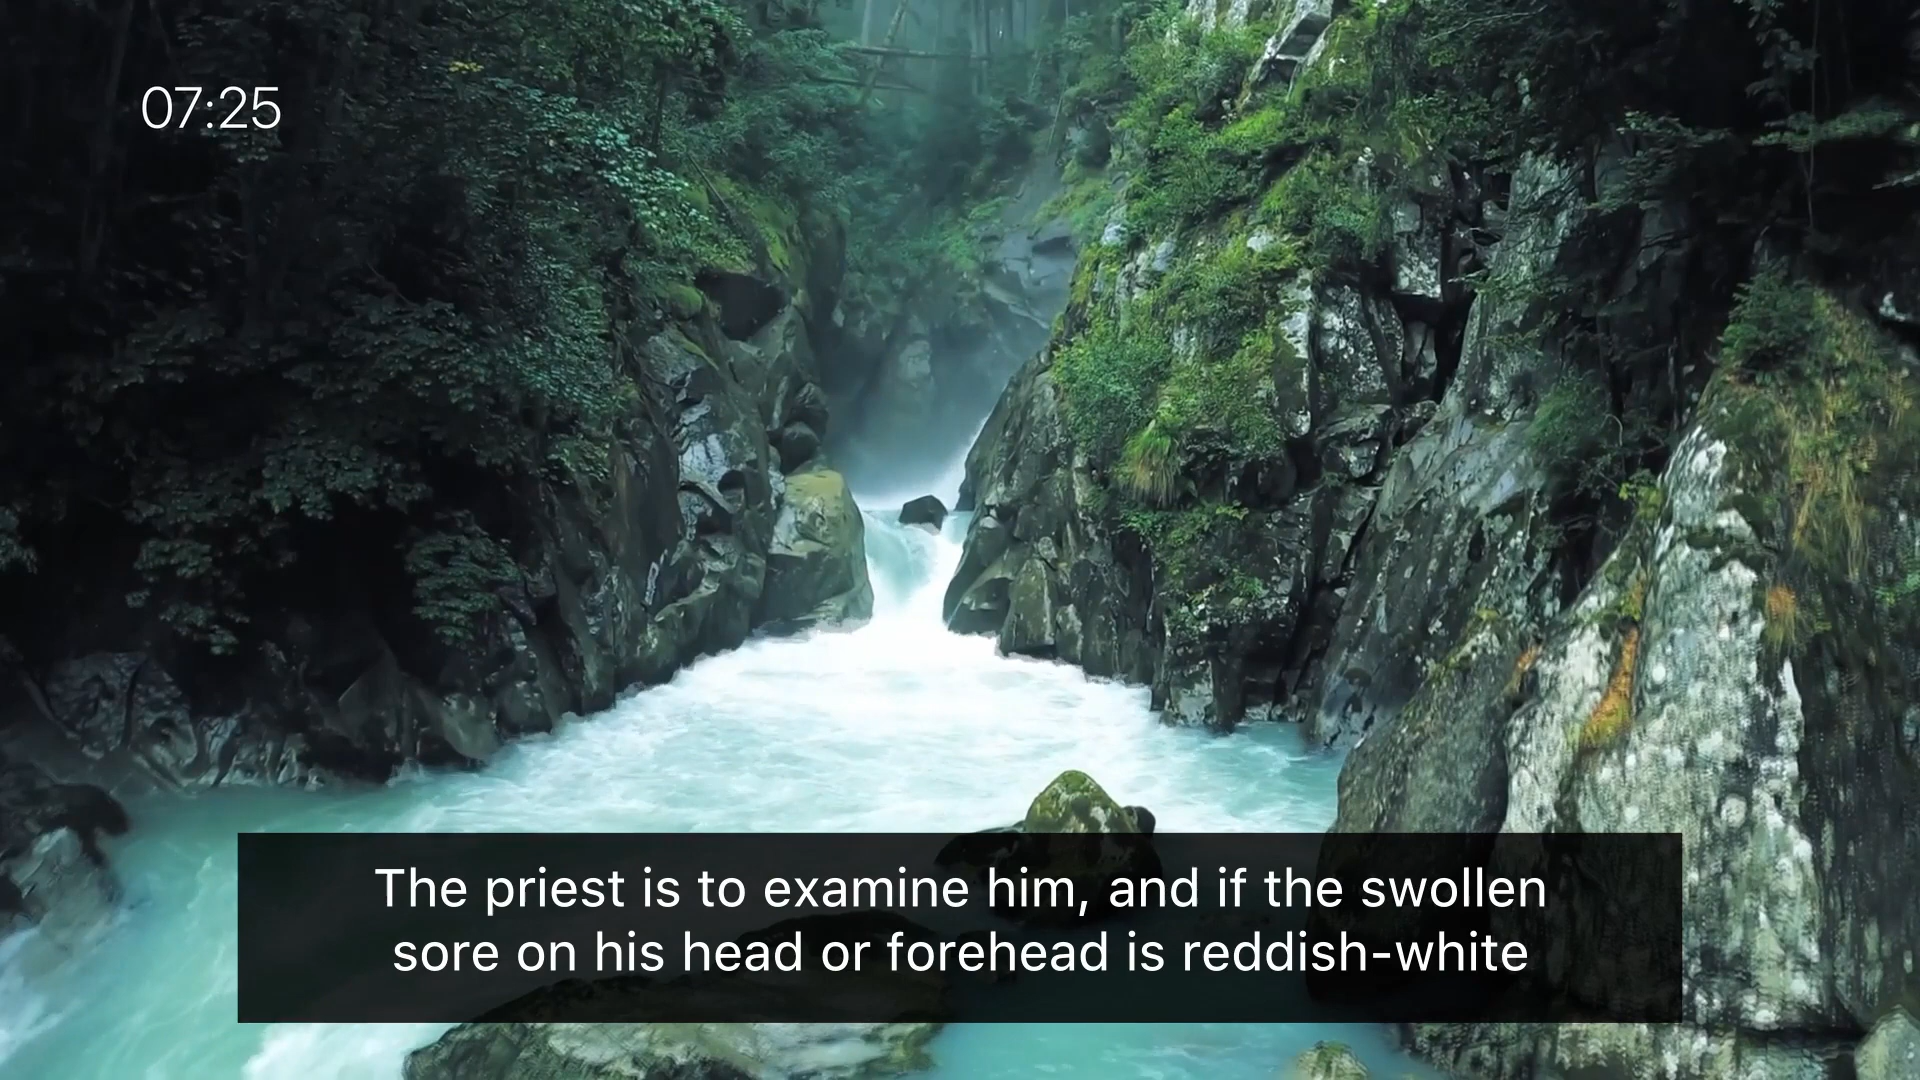 07:25
The priest is to examine him, and if the swollen
sore on his head or forehead is reddish-white